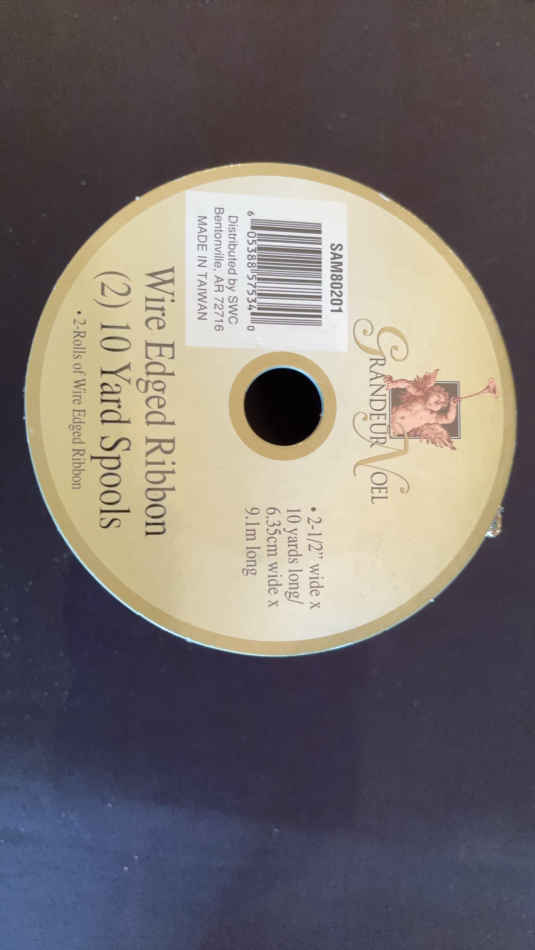 GRANDEUR NOEL
SAM80201
6 05388 57534 0
Distributed by SWC
Bentonville, AR 72716
MADE IN TAIWAN
• 2-1/2" wide x
10 yards long/
6.35cm wide x
9.1m long
Wire Edged Ribbon
(2) 10 Yard Spools
• 2-Rolls of Wire Edged Ribbon